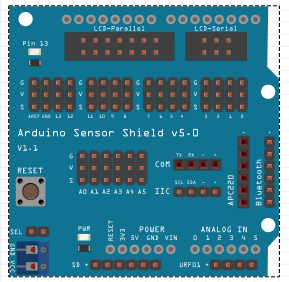 LCD-Parallel LCD-Serial
Pin 13
G
V
S
AREF GND 13 12 11 10 9 8 7 6 5 4 3 2 1 0
G
V
S
Arduino Sensor Shield v5.0
V1.1
RESET
G
V
S
A0 A1 A2 A3 A4 A5
COM
TX RX - +
IIC
SCL SDA - +
APC220
Bluetooth
- +
SEL
GND
VCC
PWR
RESET
3V3
5V GND VIN
POWER
ANALOG IN
0 1 2 3 4 5
SD +
URF01 +